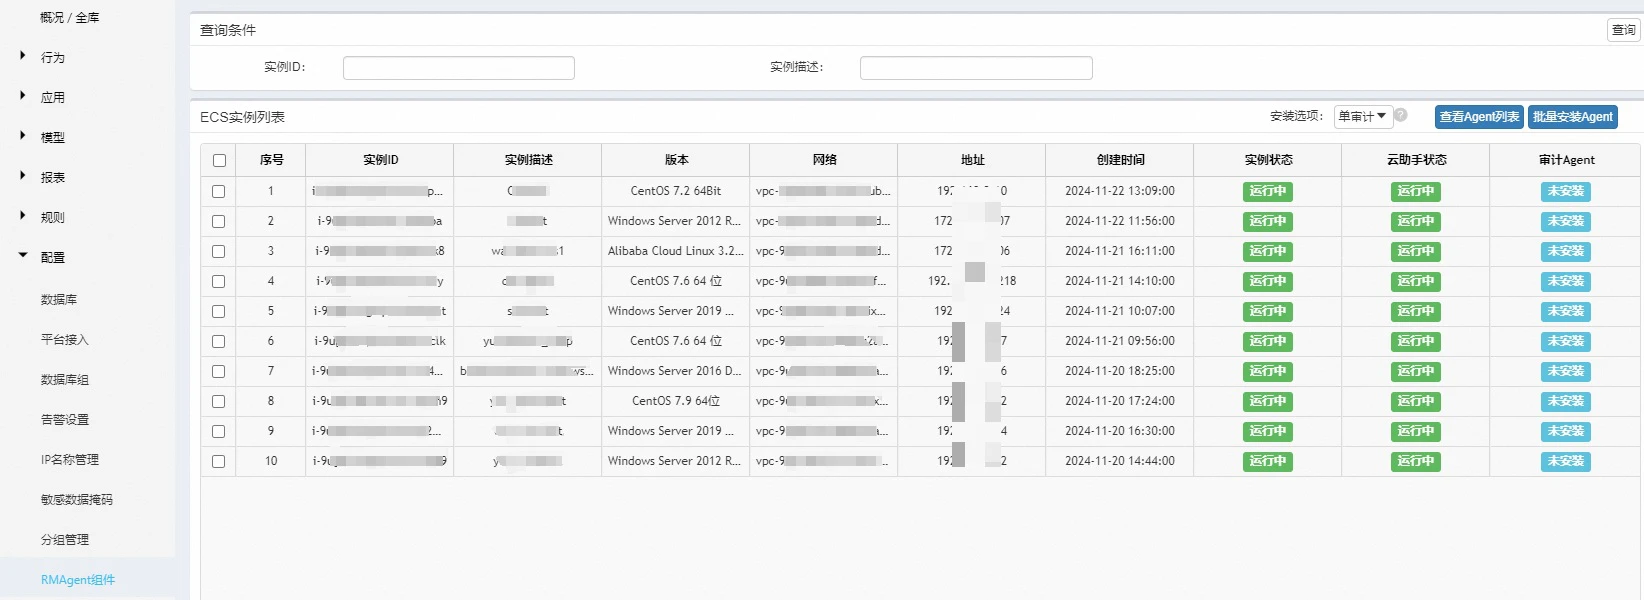 概况 / 全库
行为
应用
模型
报表
规则
配置
数据库
平台接入
数据库组
告警设置
IP名称管理
敏感数据掩码
分组管理
RMAgent组件
查询条件 查询
实例ID: 实例描述:
ECS实例列表 安装选项: 单审计 ? 查看Agent列表 批量安装Agent
序号 实例ID 实例描述 版本 网络 地址 创建时间 实例状态 云助手状态 审计Agent
1 CentOS 7.2 64Bit vpc- 2024-11-22 13:09:00 运行中 运行中 未安装
2 Windows Server 2012 R... vpc- 172 2024-11-22 11:56:00 运行中 运行中 未安装
3 Alibaba Cloud Linux 3.2... vpc- 172 2024-11-21 16:11:00 运行中 运行中 未安装
4 CentOS 7.6 64 位 vpc- 192. 218 2024-11-21 14:10:00 运行中 运行中 未安装
5 Windows Server 2019 ... vpc- 192 24 2024-11-21 10:07:00 运行中 运行中 未安装
6 CentOS 7.6 64 位 vpc- 2024-11-21 09:56:00 运行中 运行中 未安装
7 Windows Server 2016 D... vpc- 2024-11-20 18:25:00 运行中 运行中 未安装
8 CentOS 7.9 64位 vpc- 2024-11-20 17:24:00 运行中 运行中 未安装
9 Windows Server 2019 ... vpc- 2024-11-20 16:30:00 运行中 运行中 未安装
10 Windows Server 2012 R... vpc- 2024-11-20 14:44:00 运行中 运行中 未安装